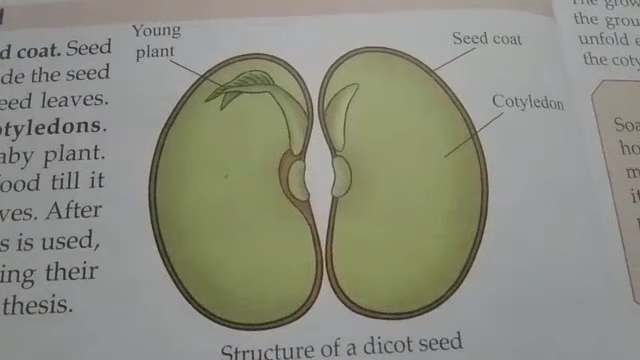 d coat. Seed
de the seed
eed leaves.
otyledons.
aby plant.
ood till it
ves. After
s is used,
ing their
thesis.
Young
plant
Seed coat
Cotyledon
Structure of a dicot seed
the grou
unfold
the coty
Soa
ho
m
it